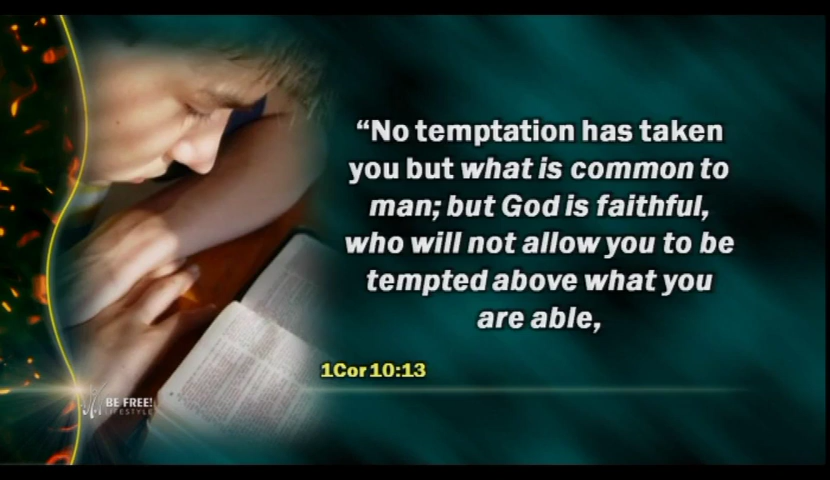 “No temptation has taken
you but what is common to
man; but God is faithful,
who will not allow you to be
tempted above what you
are able,
1Cor 10:13
BE FREE!
LIFESTYLE